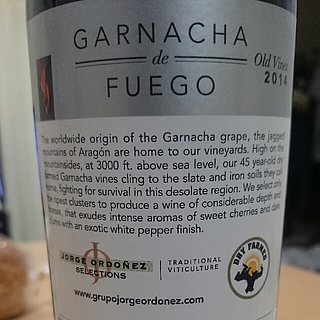 GARNACHA
de
FUEGO
Old Vines
2014
The worldwide origin of the Garnacha grape, the jagged
mountains of Aragón are home to our vineyards. High on the
mountainsides, at 3000 ft. above sea level, our 45 year-old dry
farmed Garnacha vines cling to the slate and iron soils they call
home, fighting for survival in this desolate region. We select only
the ripest clusters to produce a wine of considerable depth and
that exudes intense aromas of sweet cherries and dark
plums with an exotic white pepper finish.
JORGE ORDOÑEZ
SELECTIONS
TRADITIONAL
VITICULTURE
DRY FARMED
www.grupojorgeordonez.com